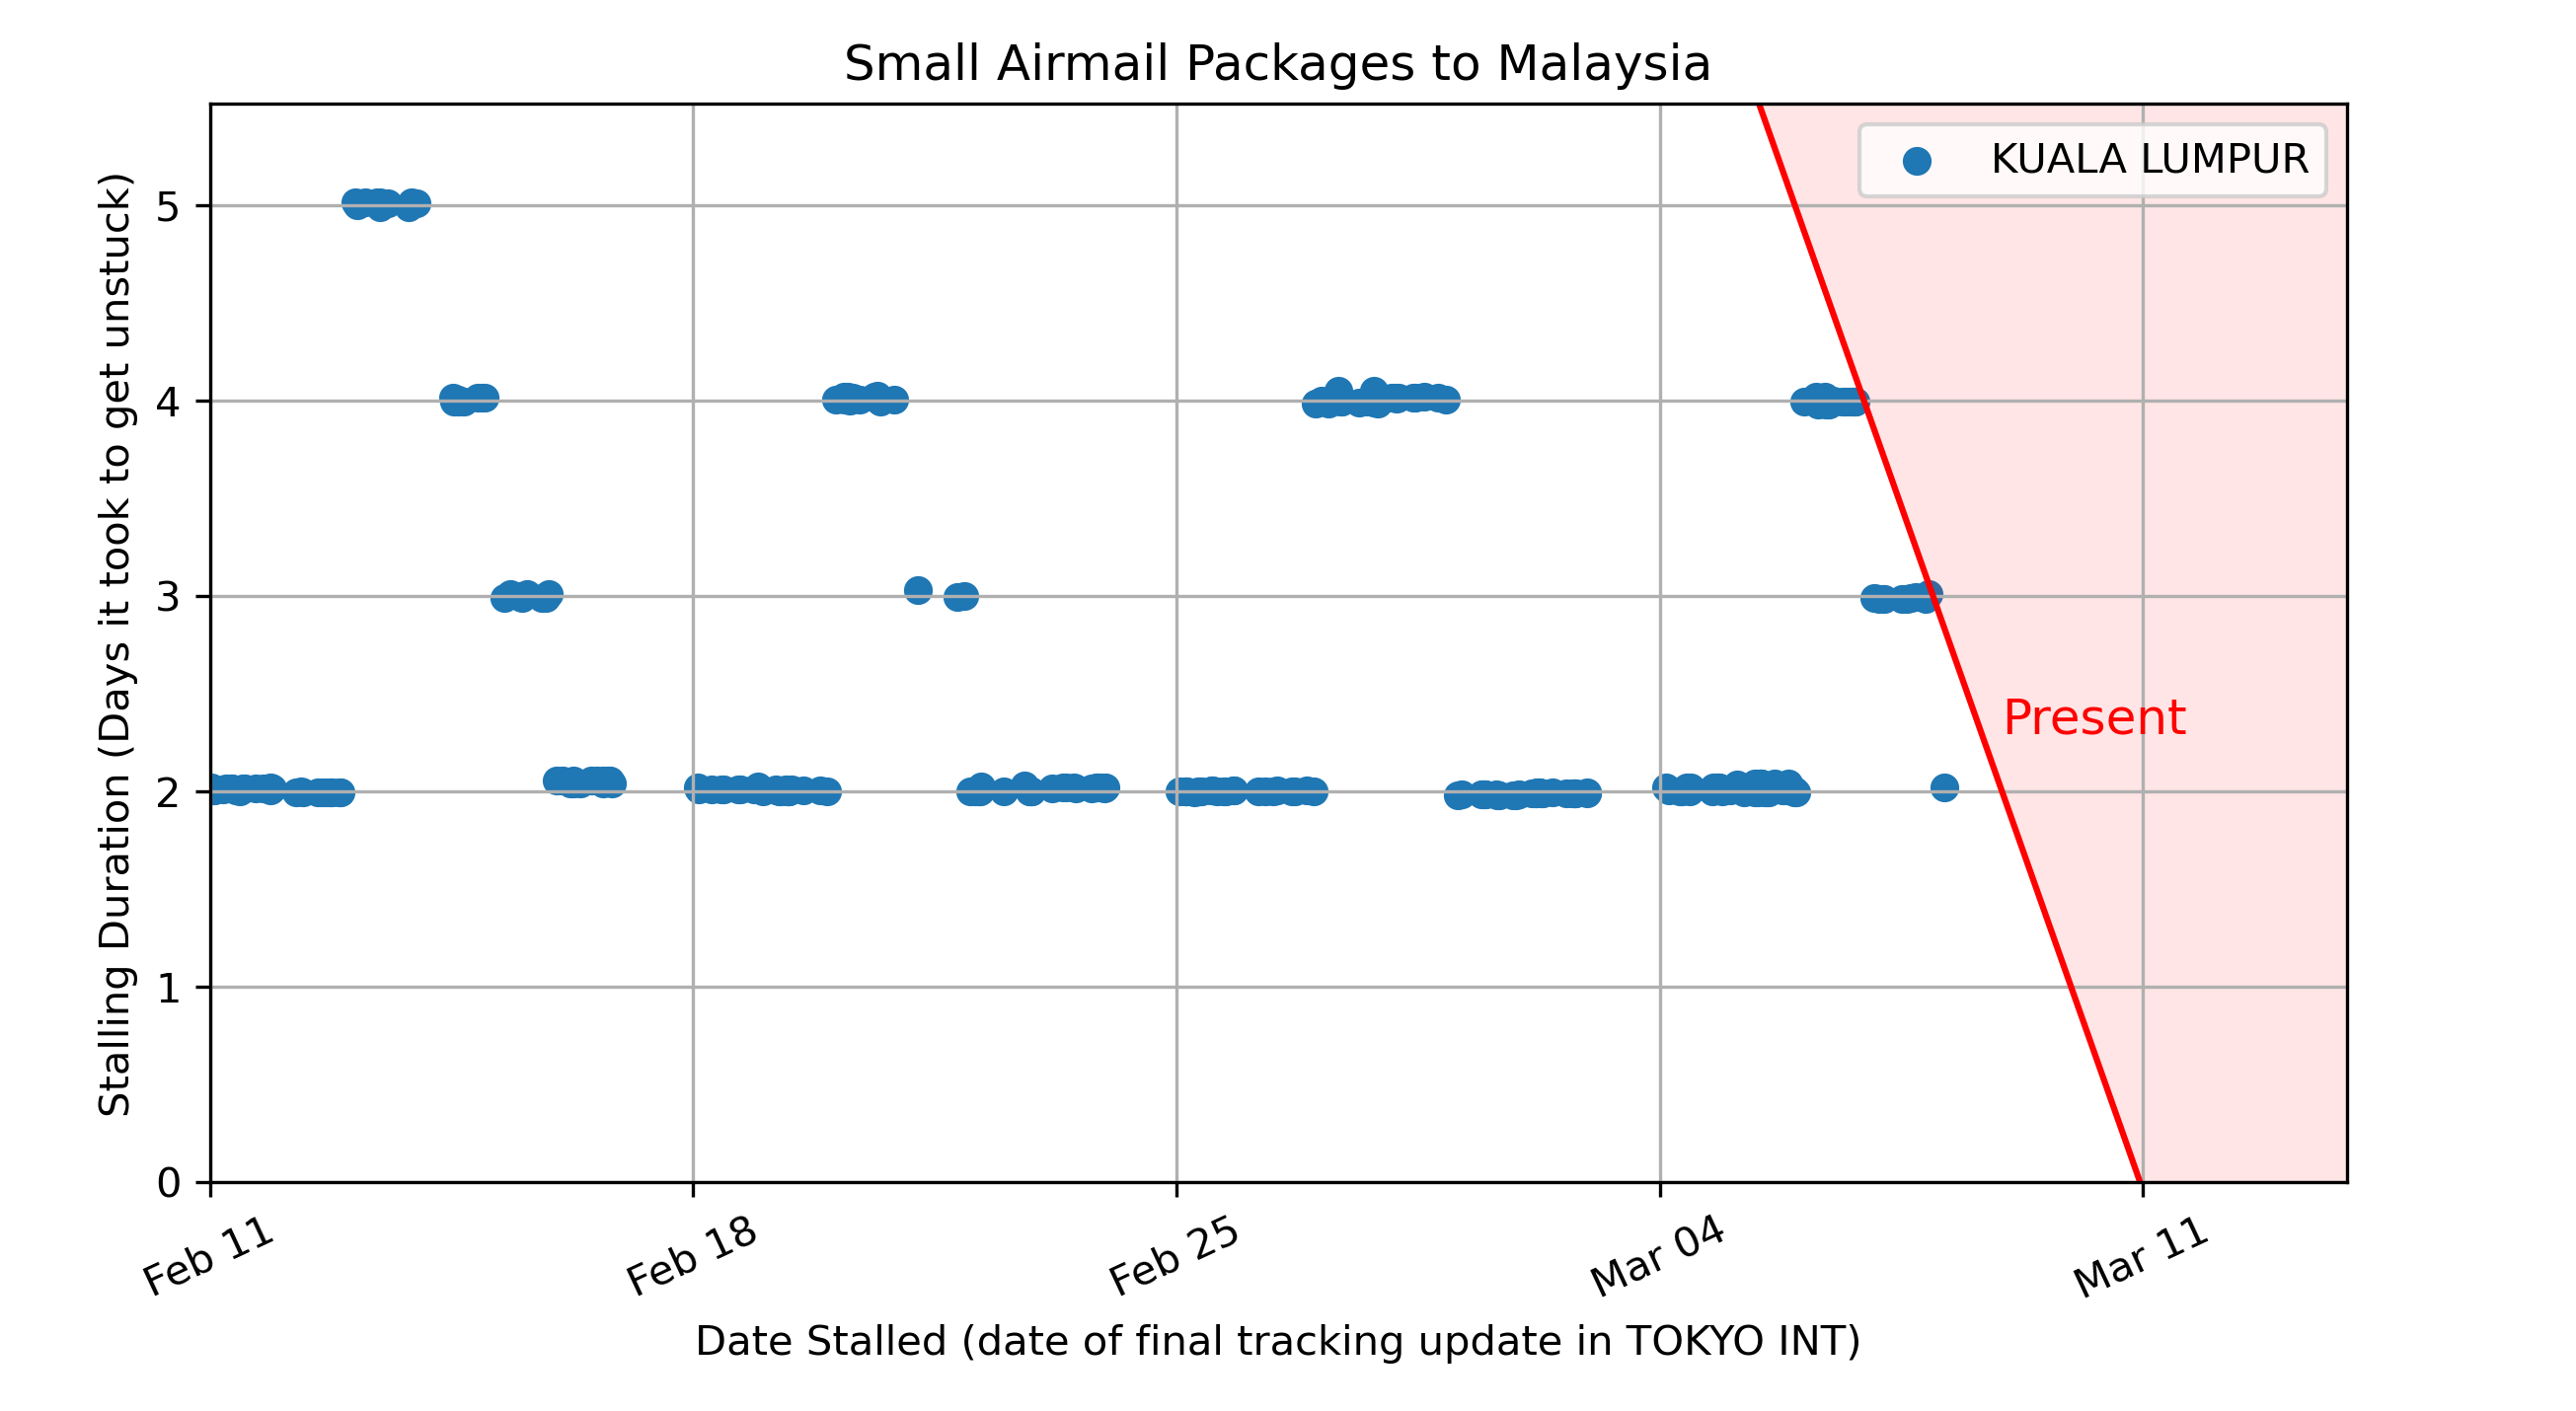 Small Airmail Packages to Malaysia
KUALA LUMPUR
Stalling Duration (Days it took to get unstuck)
5
4
3
2
1
0
Present
Feb 11
Feb 18
Feb 25
Mar 04
Mar 11
Date Stalled (date of final tracking update in TOKYO INT)